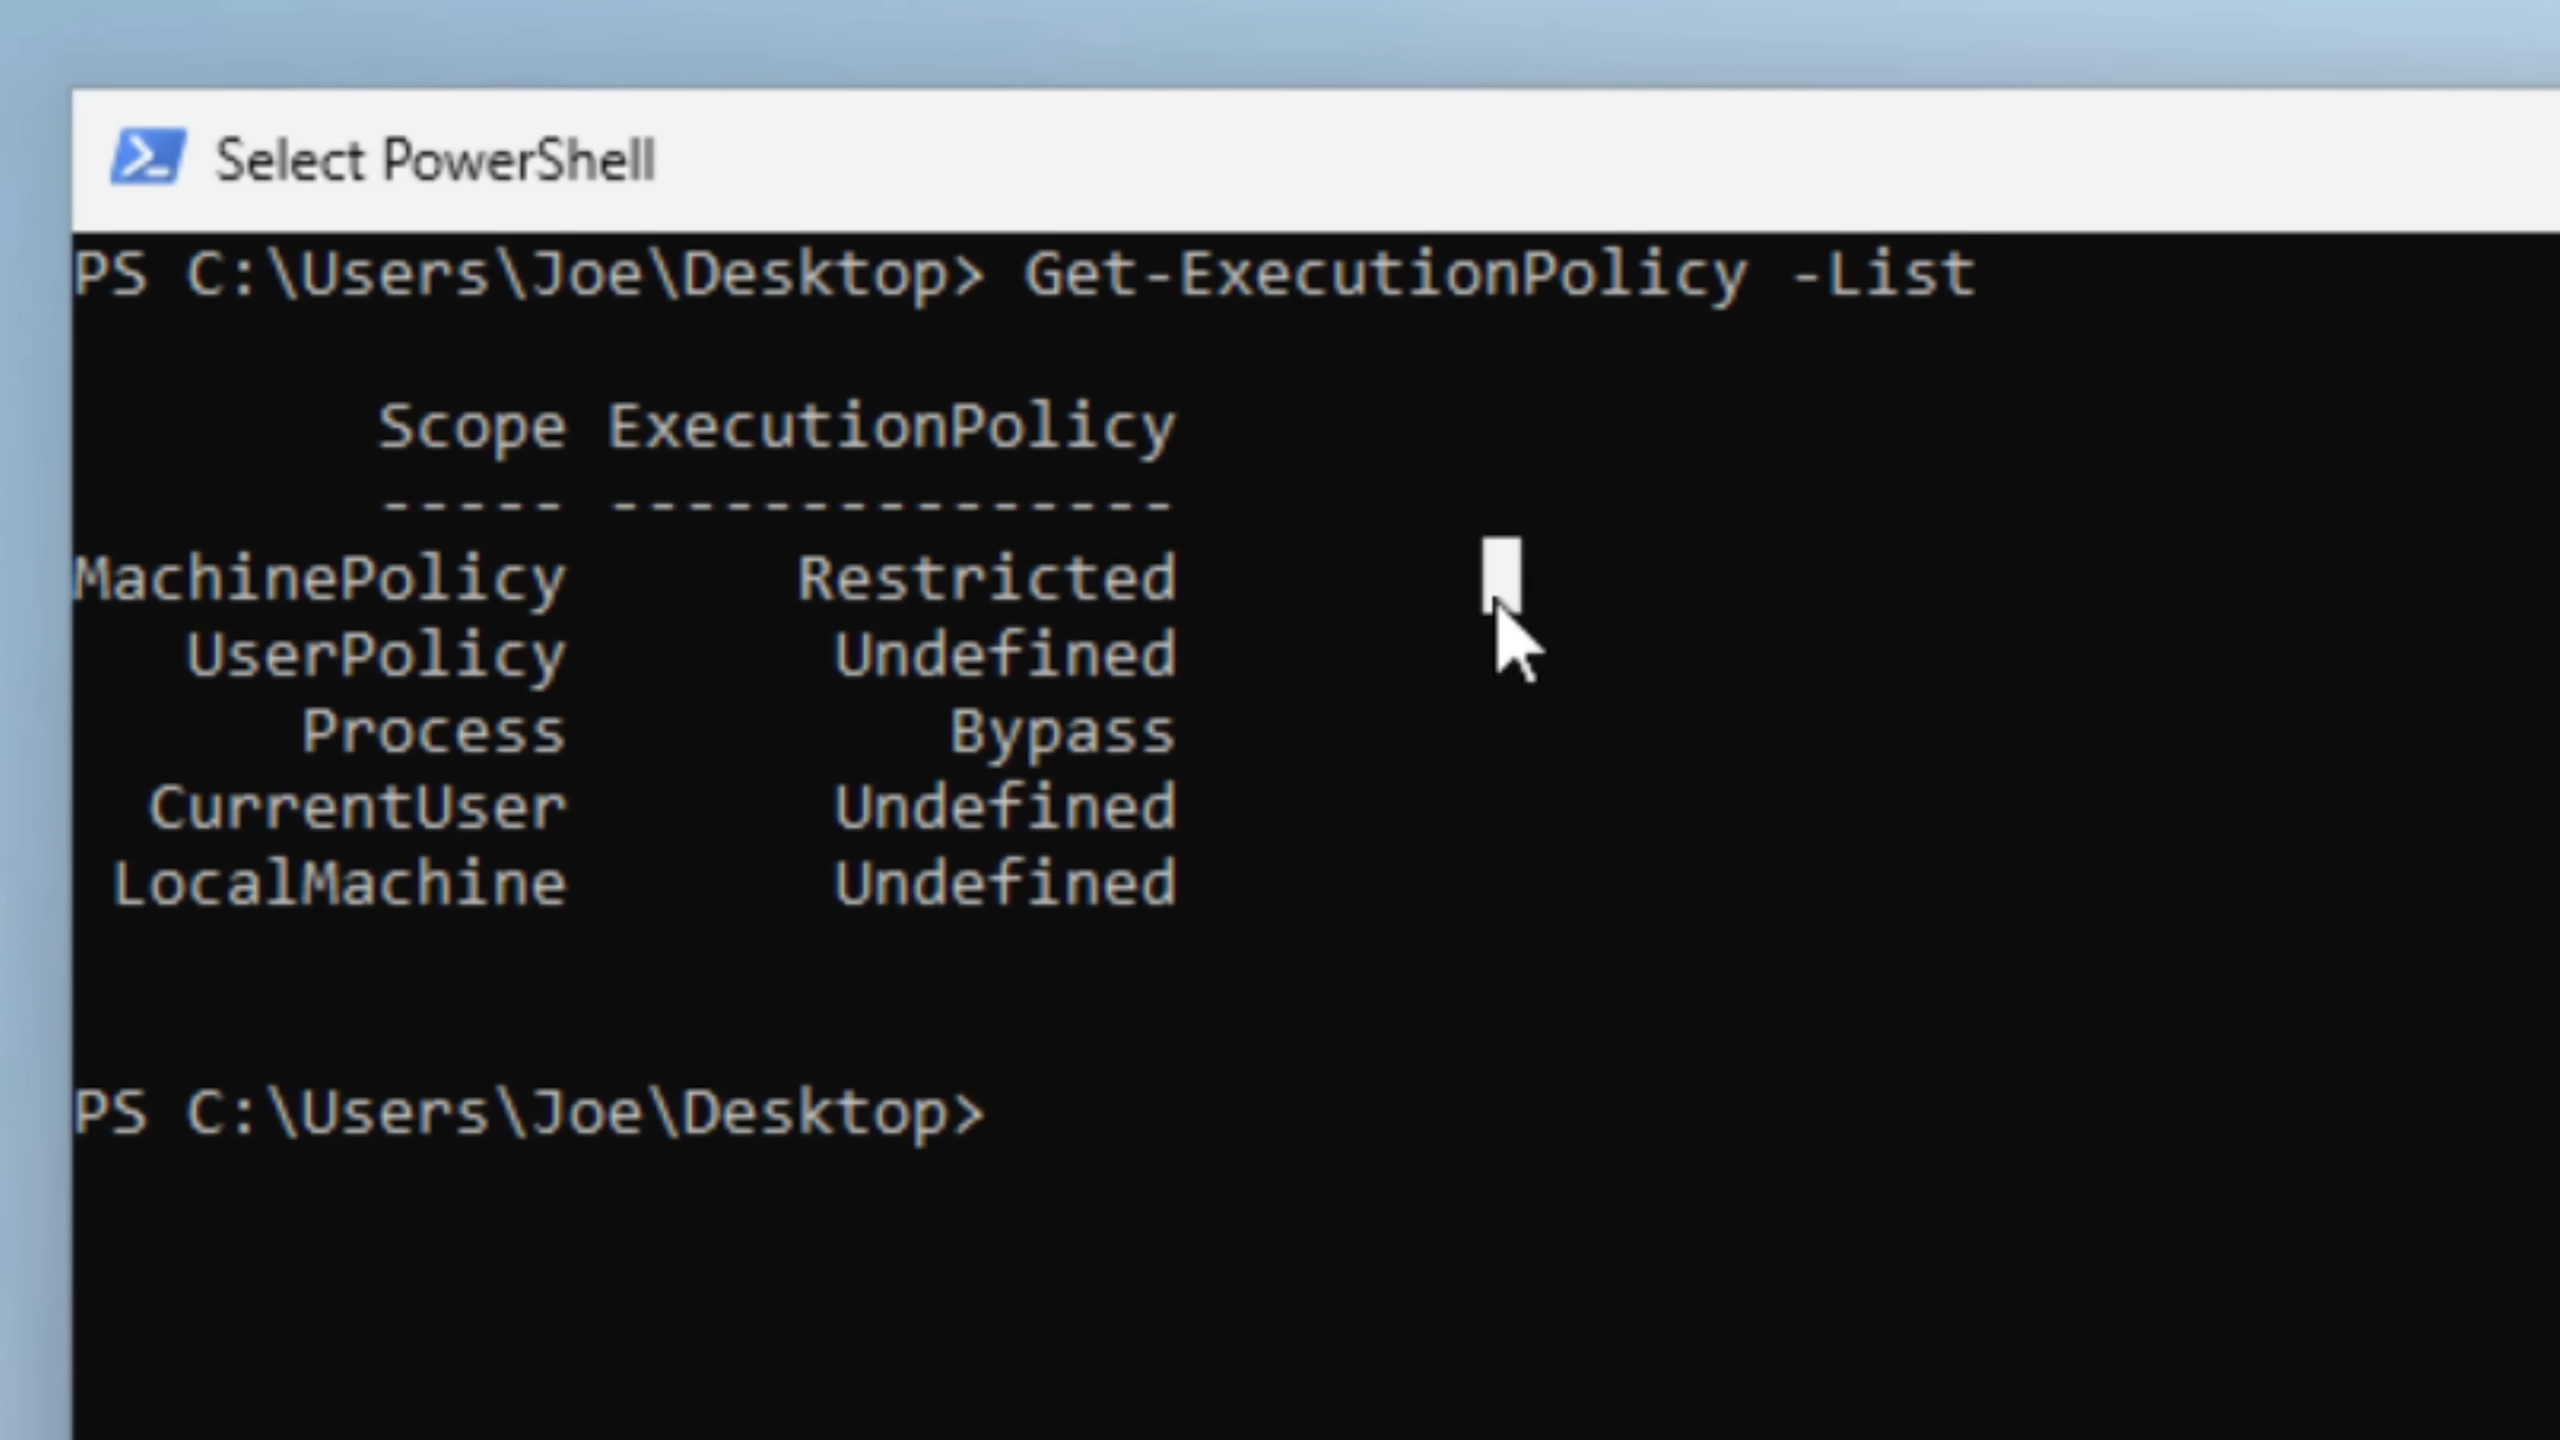 Select PowerShell
PS C:\Users\Joe\Desktop> Get-ExecutionPolicy -List
Scope ExecutionPolicy
----- ---------------
MachinePolicy Restricted
UserPolicy Undefined
Process Bypass
CurrentUser Undefined
LocalMachine Undefined
PS C:\Users\Joe\Desktop>